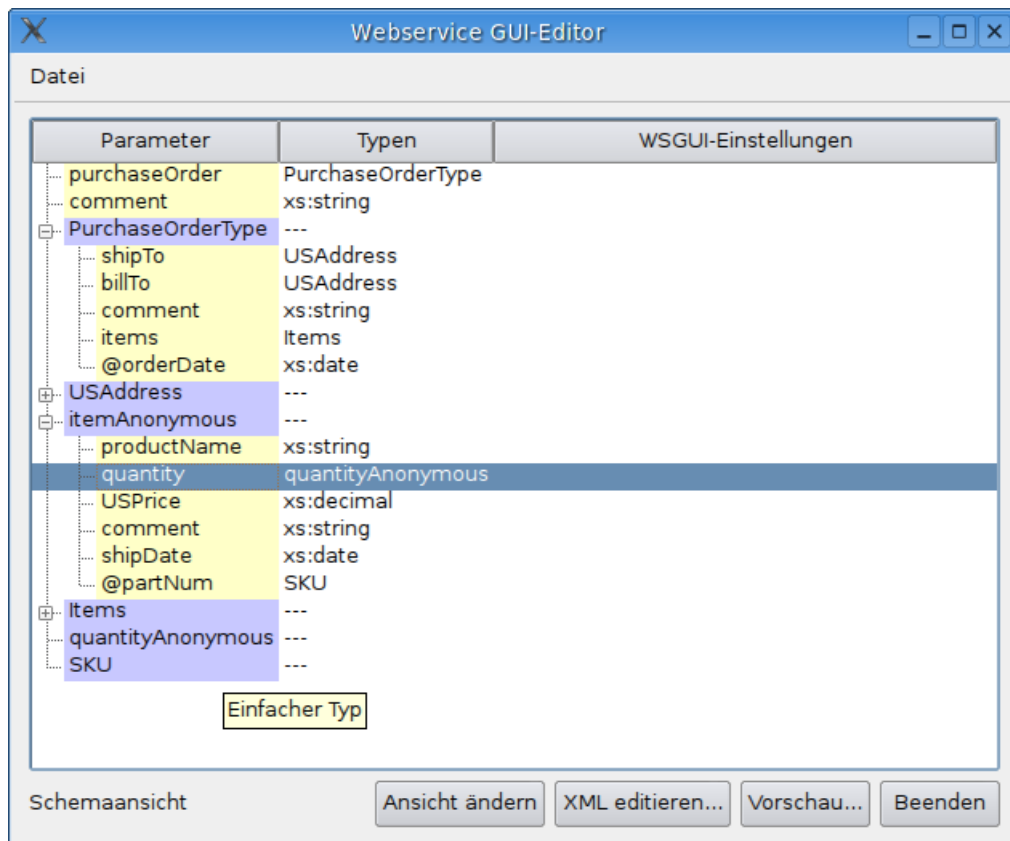 Webservice GUI-Editor
Datei
Parameter Typen WSGUI-Einstellungen
purchaseOrder PurchaseOrderType
comment xs:string
PurchaseOrderType ---
shipTo USAddress
billTo USAddress
comment xs:string
items Items
@orderDate xs:date
USAddress ---
itemAnonymous ---
productName xs:string
quantity quantityAnonymous
USPrice xs:decimal
comment xs:string
shipDate xs:date
@partNum SKU
Items ---
quantityAnonymous ---
SKU ---
Einfacher Typ
Schemaansicht Ansicht ändern XML editieren... Vorschau... Beenden